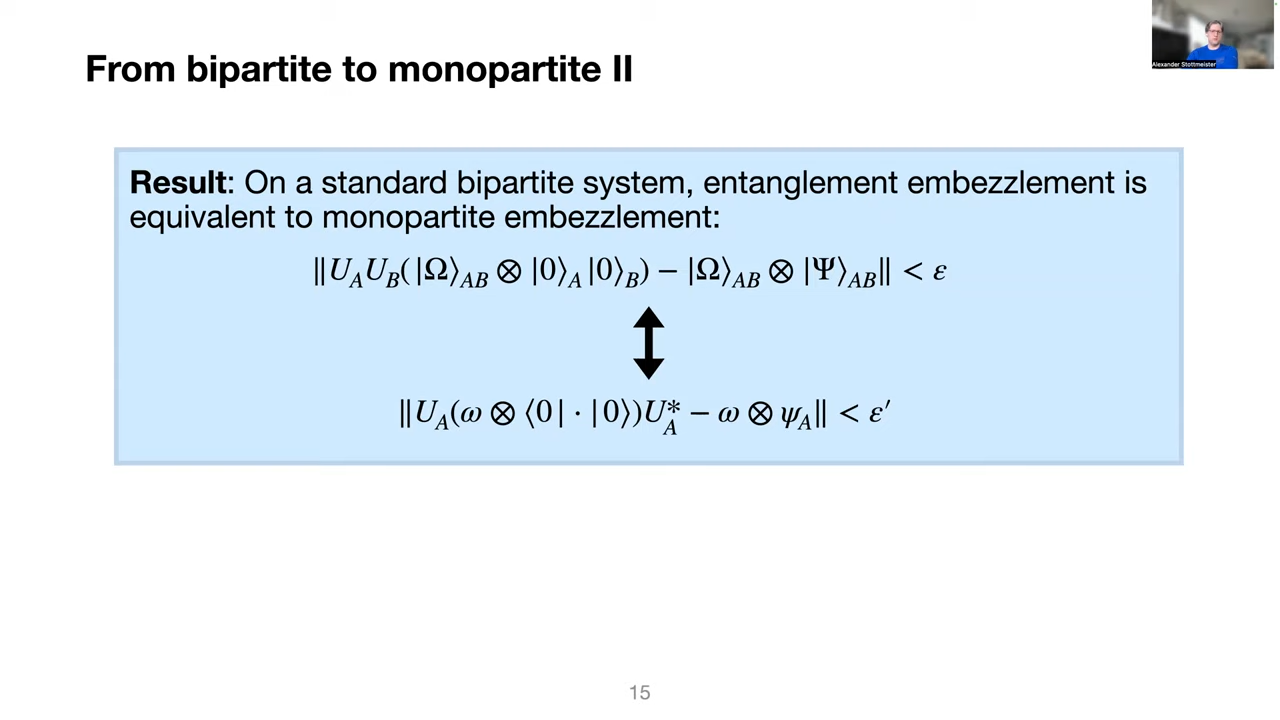 From bipartite to monopartite II
Alexander Stottmeister
Result: On a standard bipartite system, entanglement embezzlement is
equivalent to monopartite embezzlement:
‖U_A U_B(|Ω⟩_AB ⊗ |0⟩_A |0⟩_B) − |Ω⟩_AB ⊗ |Ψ⟩_AB‖ < ε
‖U_A(ω ⊗ ⟨0| · |0⟩)U_A^* − ω ⊗ ψ_A‖ < ε′
15